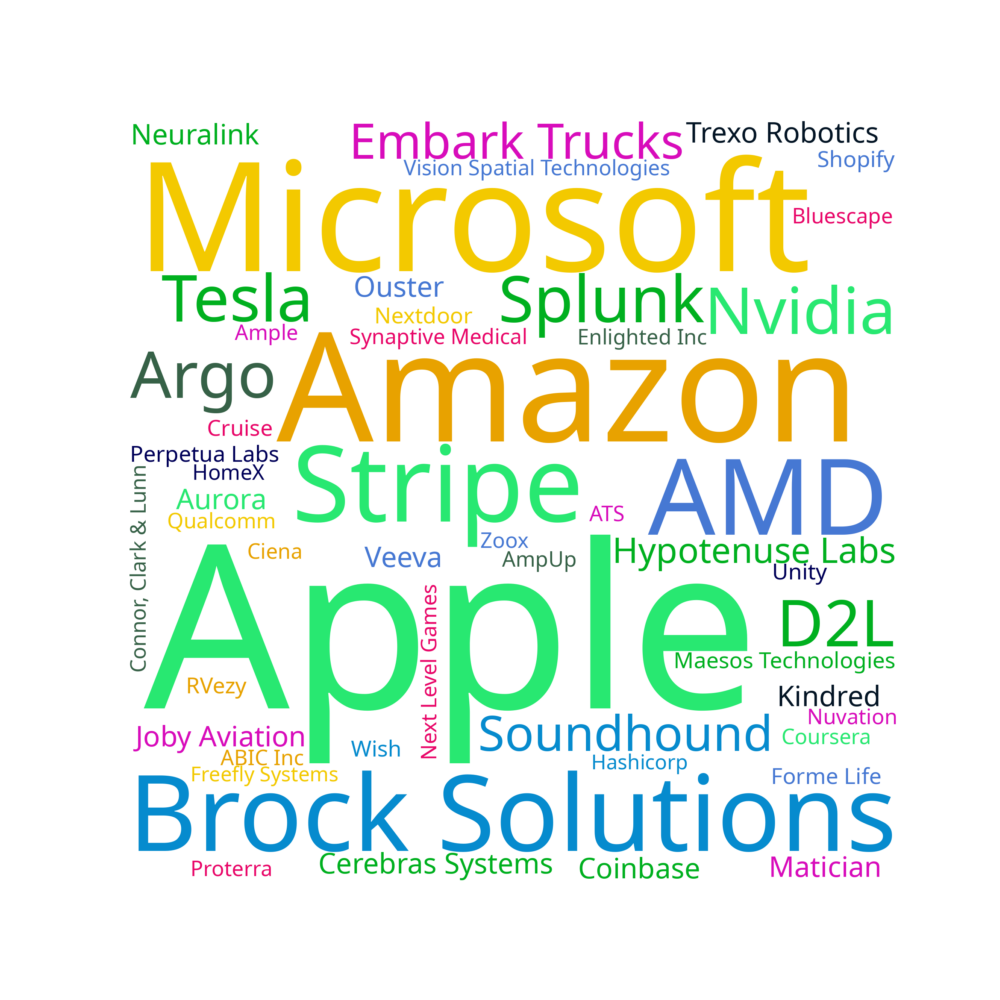 Neuralink
Embark Trucks
Trexo Robotics
Vision Spatial Technologies
Shopify
Microsoft
Bluescape
Tesla
Ouster
Splunk
Nvidia
Nextdoor
Ample
Synaptive Medical
Enlighted Inc
Argo
Amazon
Cruise
Perpetua Labs
HomeX
Stripe
AMD
Aurora
Qualcomm
ATS
Connor, Clark & Lunn
Ciena
Veeva
Zoox
AmpUp
Hypotenuse Labs
Unity
Apple
D2L
Maesos Technologies
Next Level Games
RVezy
Kindred
Nuvation
Joby Aviation
Wish
Soundhound
Coursera
ABIC Inc
Hashicorp
Freefly Systems
Forme Life
Brock Solutions
Proterra
Cerebras Systems
Coinbase
Matician